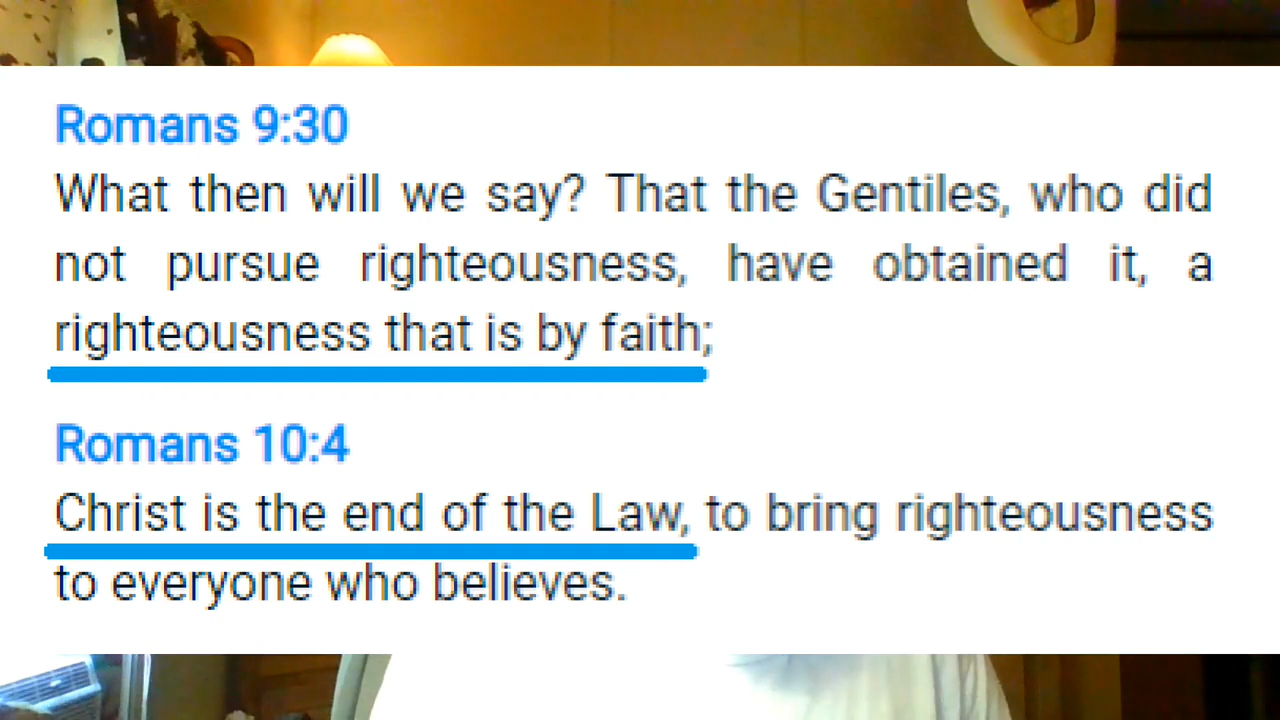 Romans 9:30
What then will we say? That the Gentiles, who did
not pursue righteousness, have obtained it, a
righteousness that is by faith;
Romans 10:4
Christ is the end of the Law, to bring righteousness
to everyone who believes.